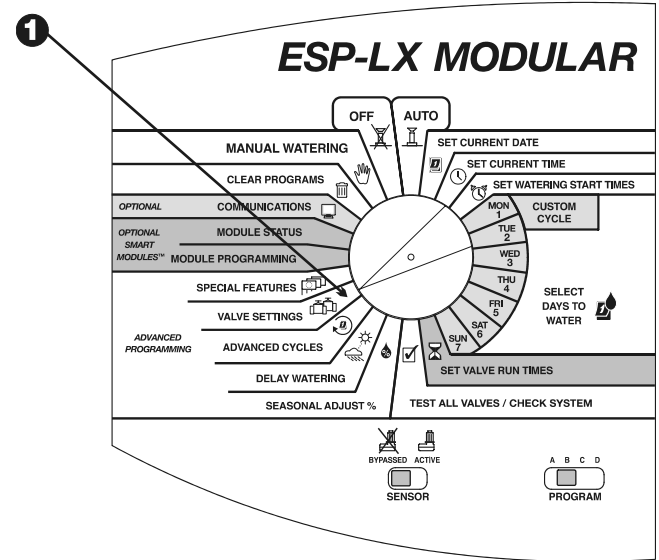 1
ESP-LX MODULAR
OFF
AUTO
MANUAL WATERING
SET CURRENT DATE
CLEAR PROGRAMS
SET CURRENT TIME
SET WATERING START TIMES
OPTIONAL
COMMUNICATIONS
MON
1
CUSTOM
CYCLE
OPTIONAL
SMART
MODULES™
MODULE STATUS
MODULE PROGRAMMING
TUE
2
WED
3
THU
4
FRI
5
SAT
6
SUN
7
SELECT
DAYS TO
WATER
SPECIAL FEATURES
VALVE SETTINGS
ADVANCED
PROGRAMMING
ADVANCED CYCLES
DELAY WATERING
SEASONAL ADJUST %
SET VALVE RUN TIMES
TEST ALL VALVES / CHECK SYSTEM
BYPASSED ACTIVE
SENSOR
A B C D
PROGRAM